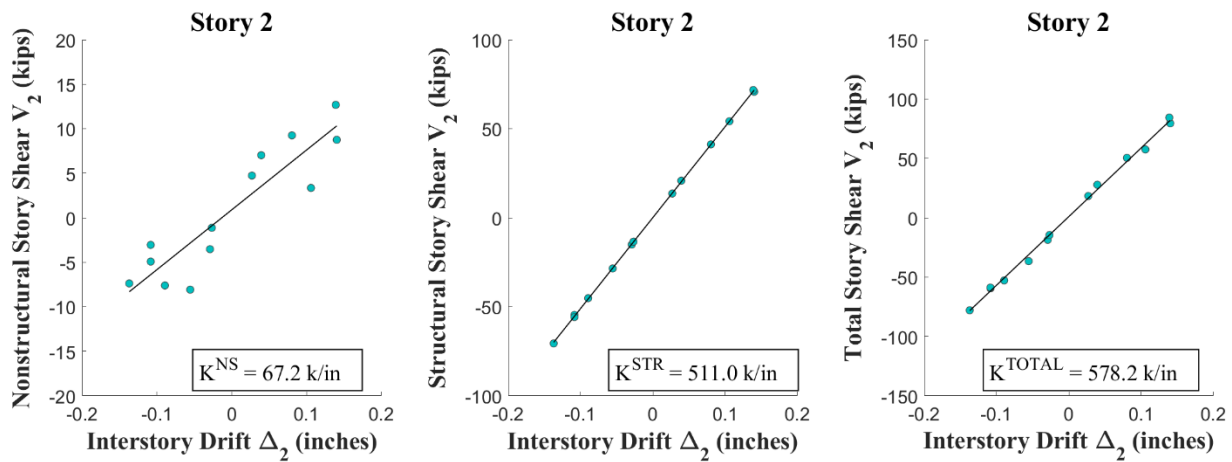 Story 2
Nonstructural Story Shear V2 (kips)
20
15
10
5
0
-5
-10
-15
-20
K^NS = 67.2 k/in
-0.2 -0.1 0 0.1 0.2
Interstory Drift Δ2 (inches)
Story 2
Structural Story Shear V2 (kips)
100
50
0
-50
-100
K^STR = 511.0 k/in
-0.2 -0.1 0 0.1 0.2
Interstory Drift Δ2 (inches)
Story 2
Total Story Shear V2 (kips)
150
100
50
0
-50
-100
-150
K^TOTAL = 578.2 k/in
-0.2 -0.1 0 0.1 0.2
Interstory Drift Δ2 (inches)